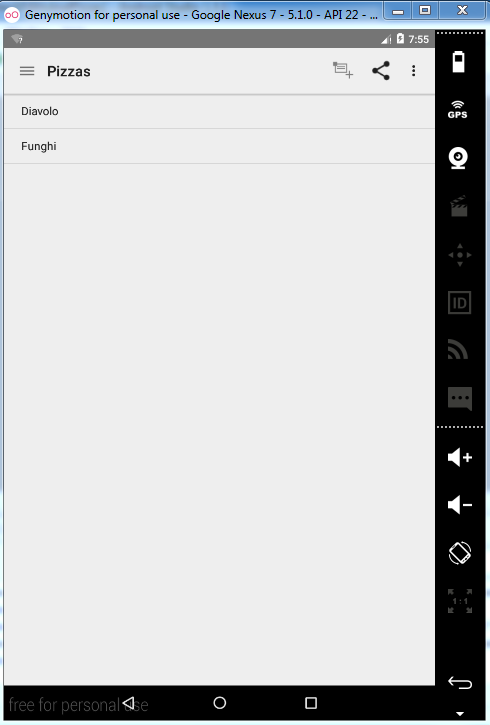 Genymotion for personal use - Google Nexus 7 - 5.1.0 - API 22 - ...
7:55
Pizzas
Diavolo
Funghi
GPS
ID
1:1
free for personal use